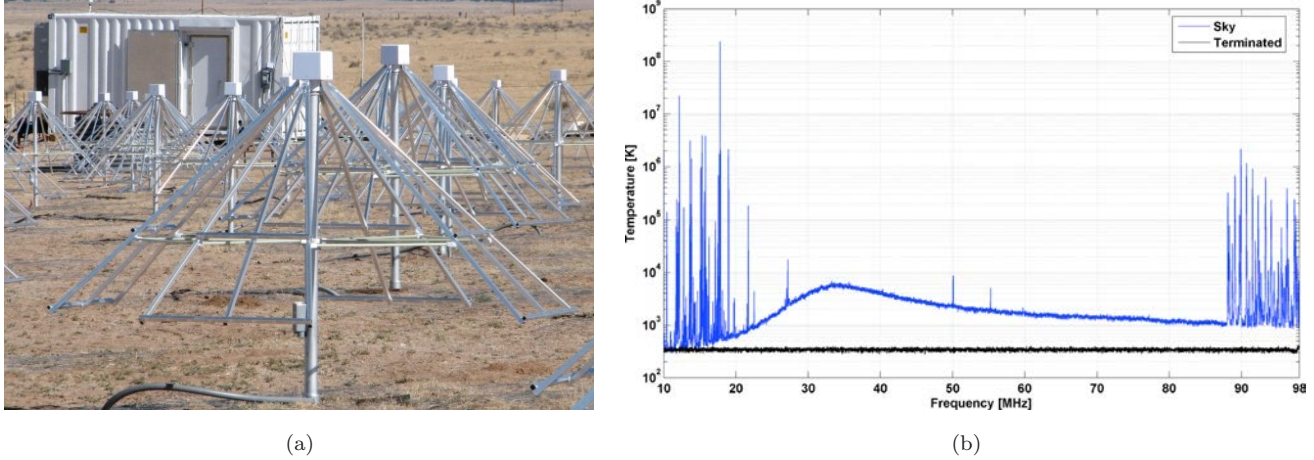 Sky
Terminated
Temperature [K]
10⁹
10⁸
10⁷
10⁶
10⁵
10⁴
10³
10²
10 20 30 40 50 60 70 80 90 98
Frequency [MHz]
(a) (b)